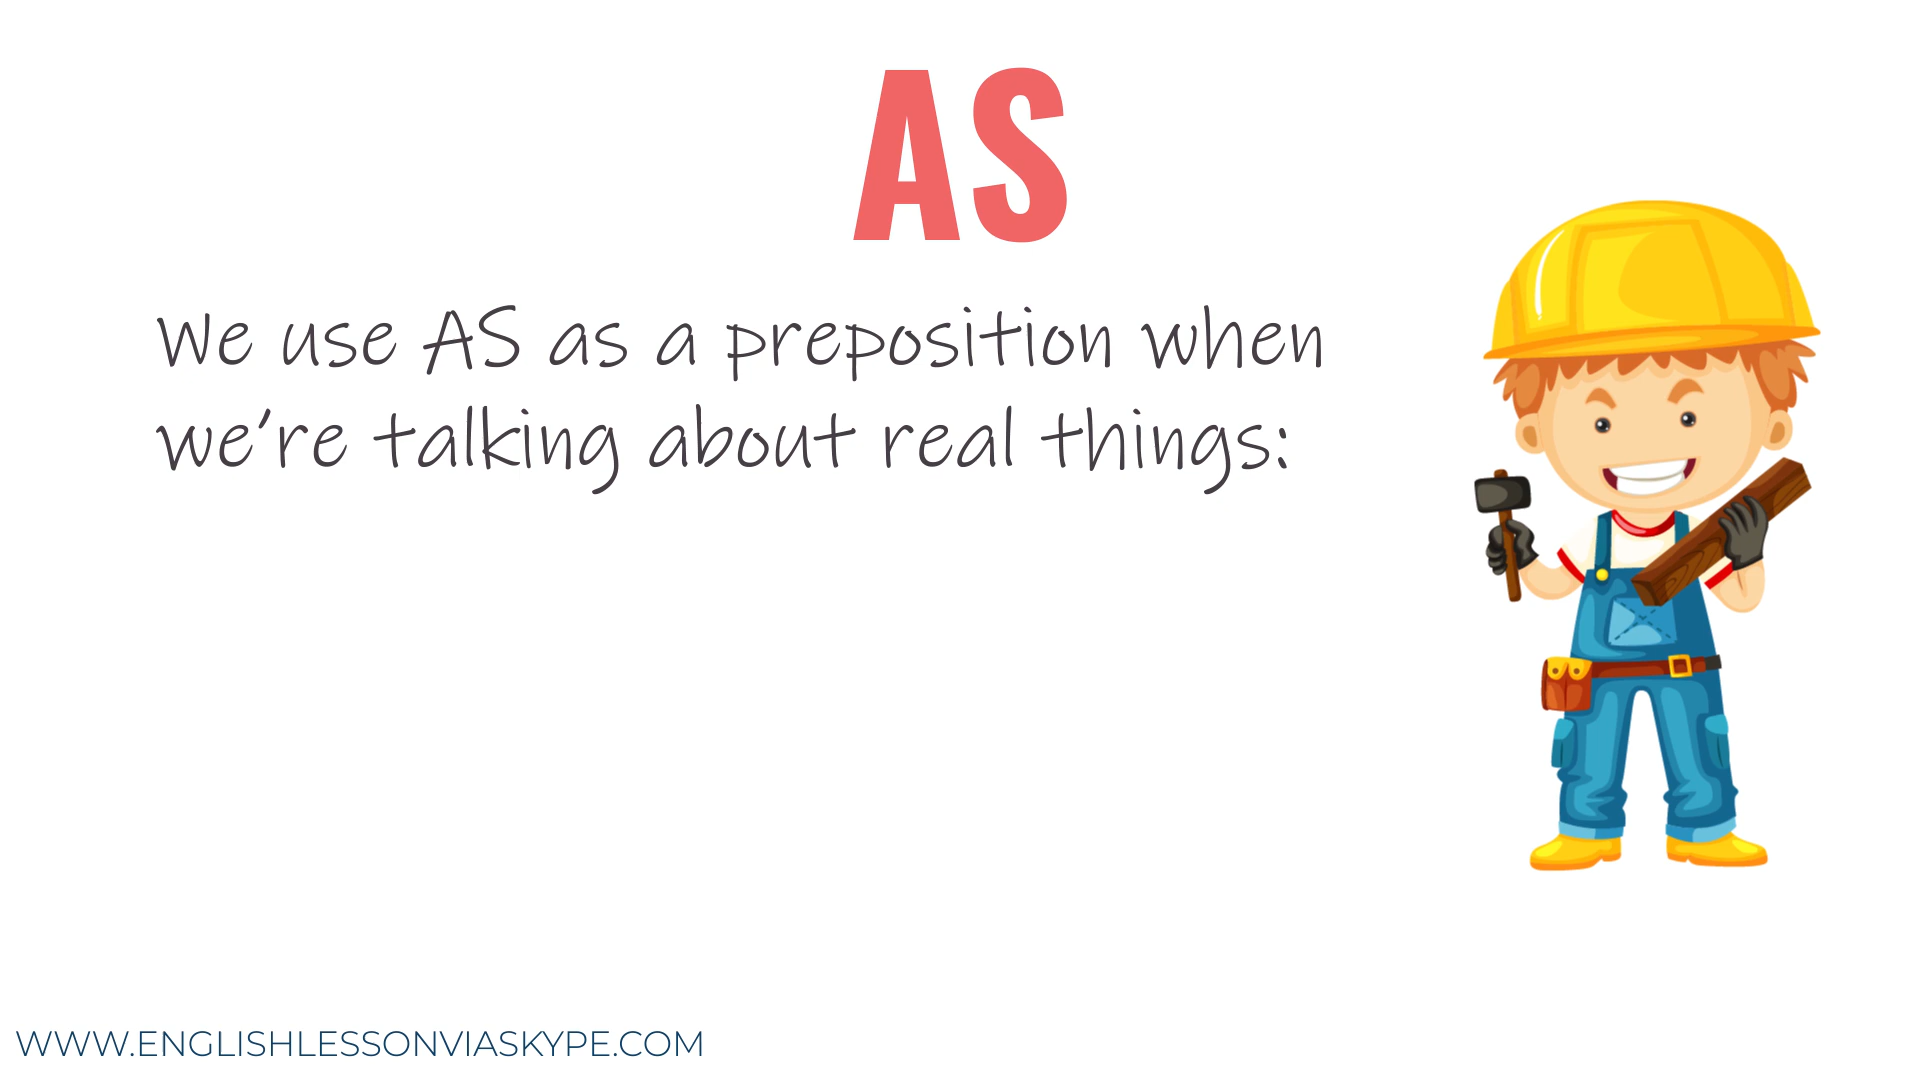 AS
We use AS as a preposition when
we're talking about real things:
WWW.ENGLISHLESSONVIASKYPE.COM